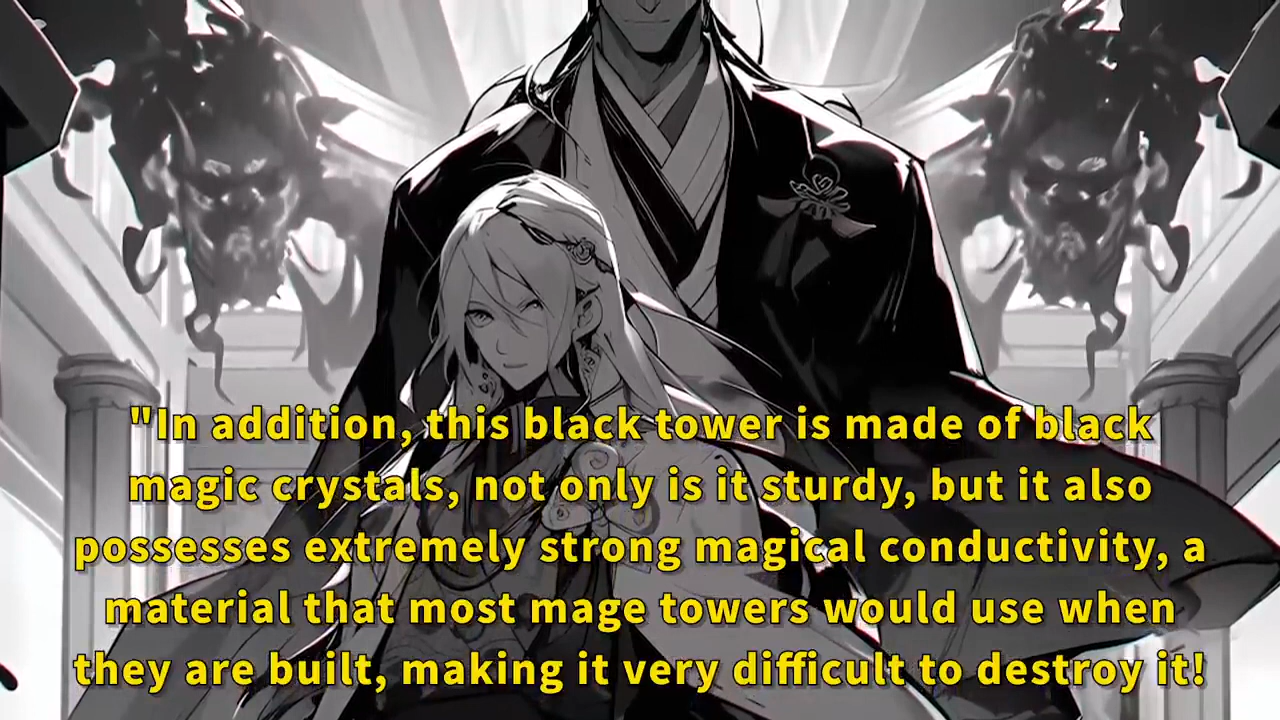 "In addition, this black tower is made of black
magic crystals, not only is it sturdy, but it also
possesses extremely strong magical conductivity, a
material that most mage towers would use when
they are built, making it very difficult to destroy it!